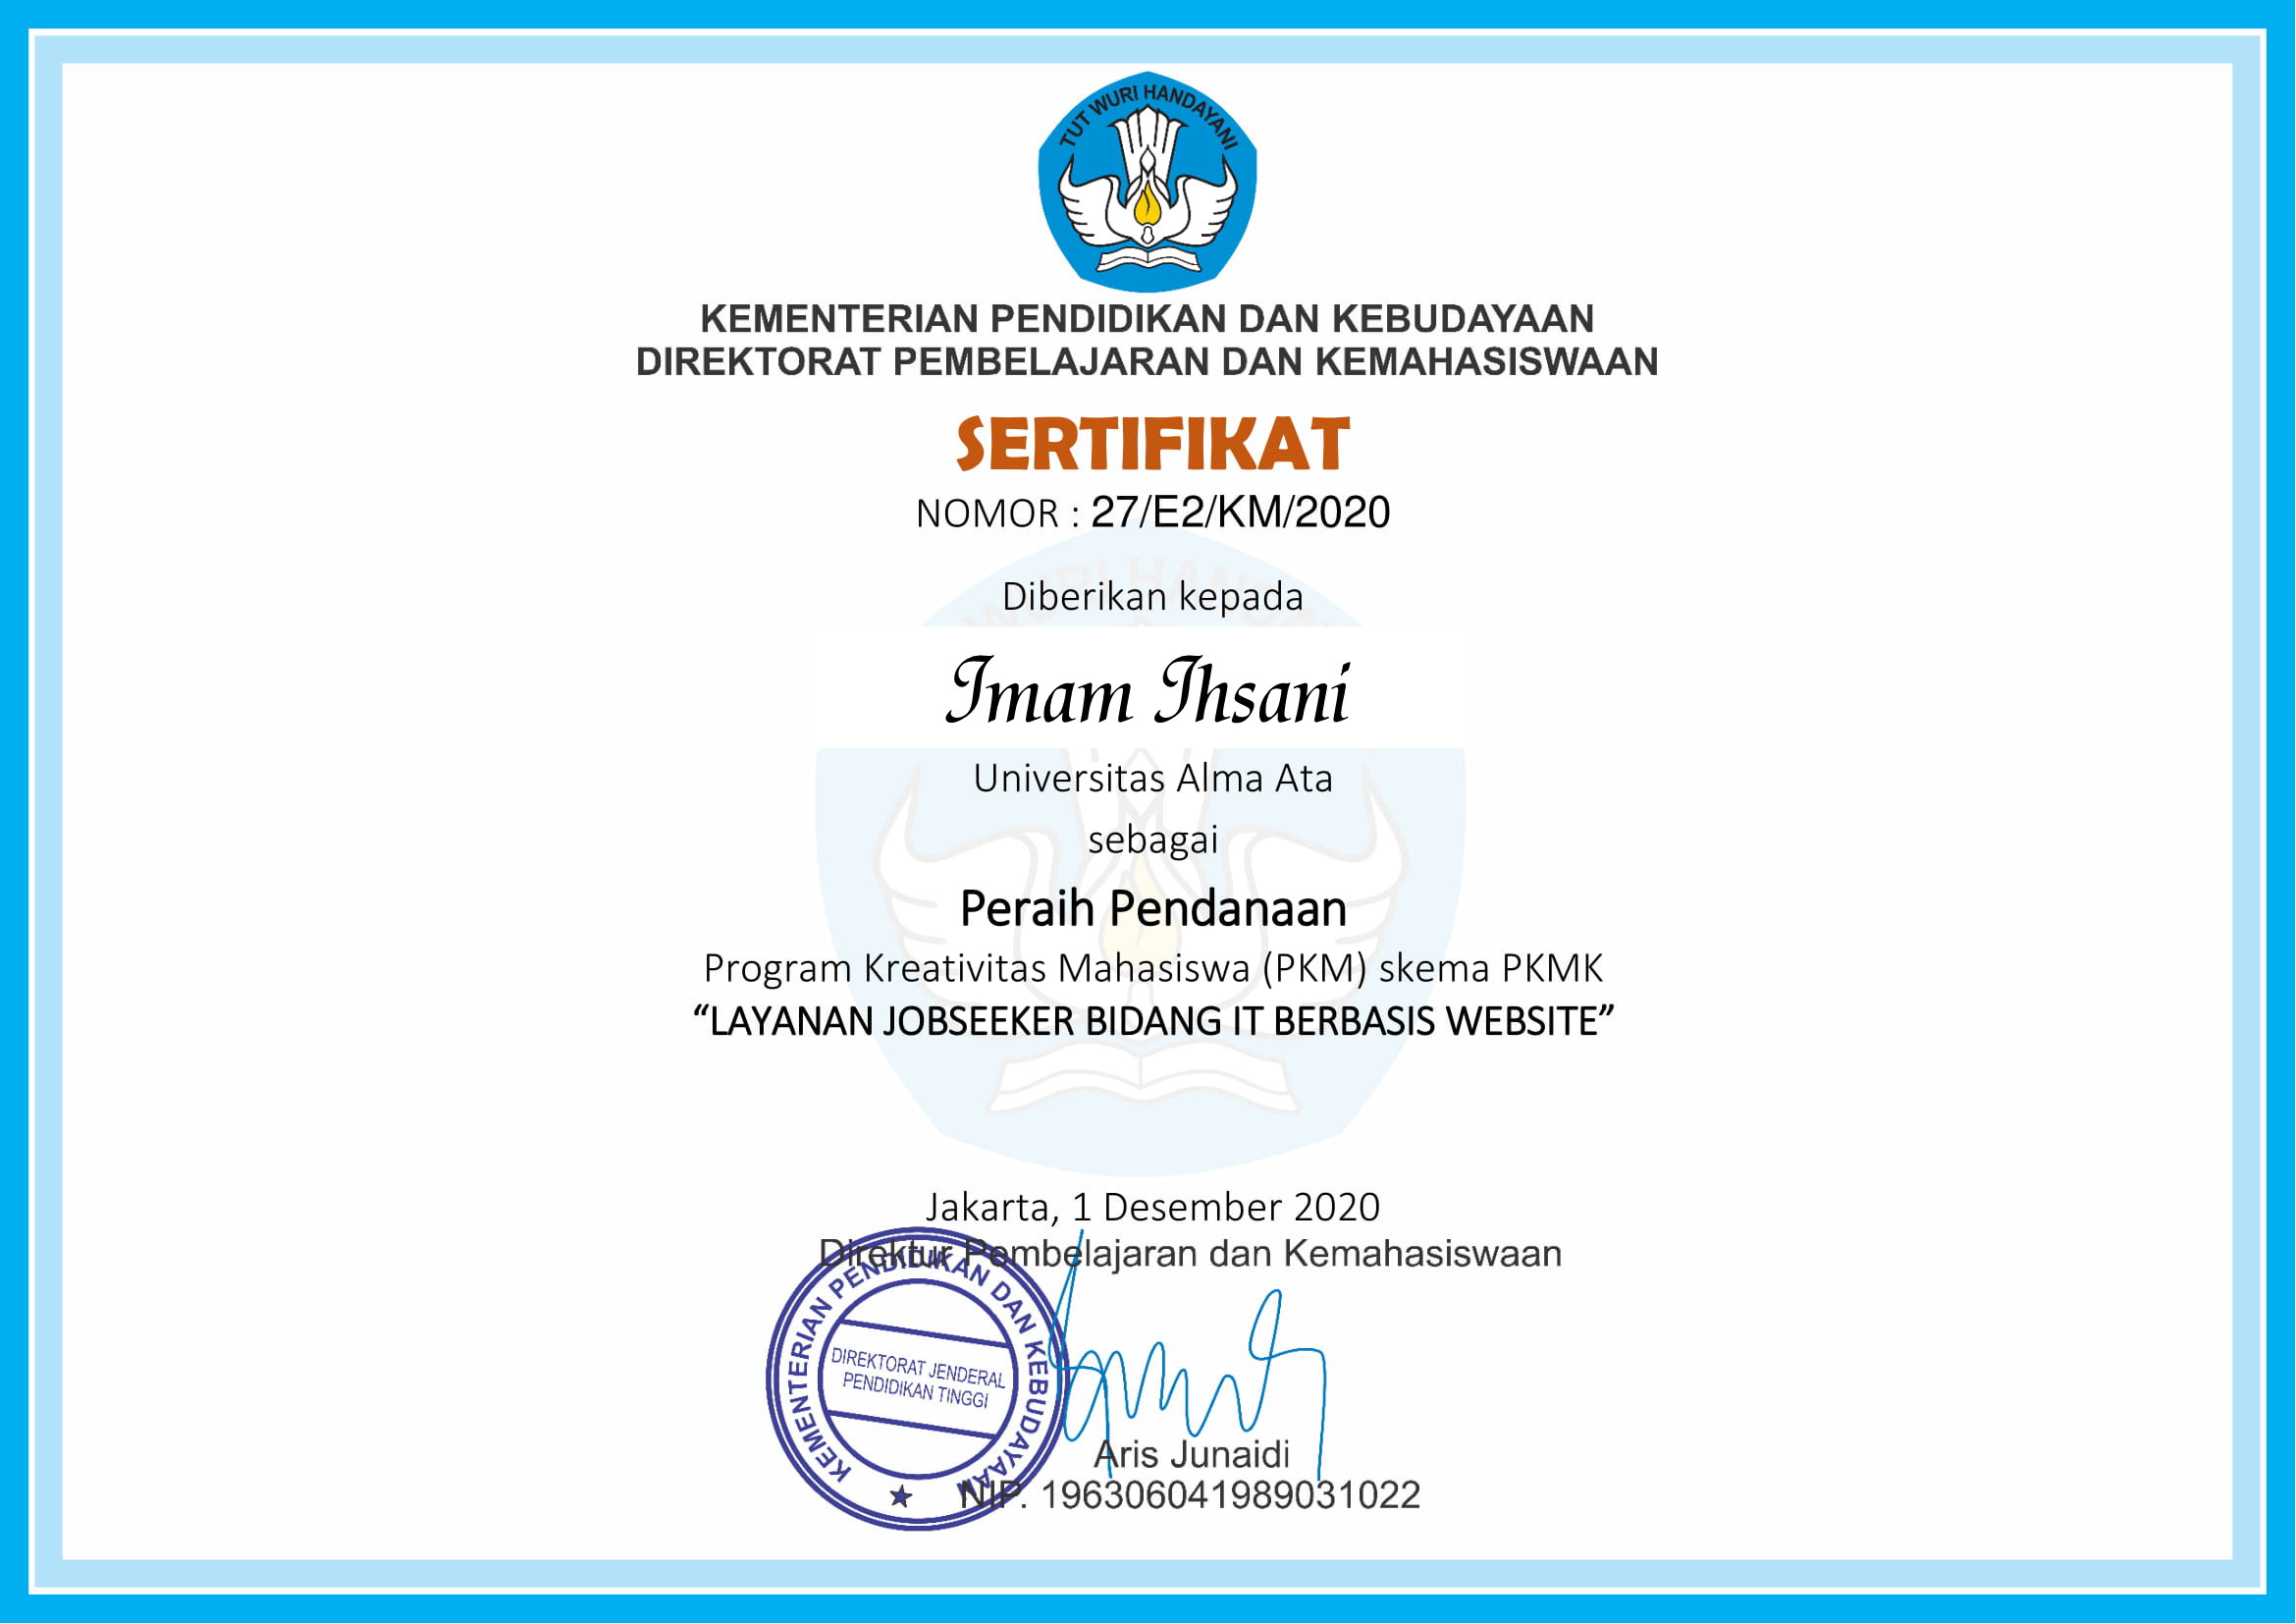 TUT WURI HANDAYANI
KEMENTERIAN PENDIDIKAN DAN KEBUDAYAAN
DIREKTORAT PEMBELAJARAN DAN KEMAHASISWAAN
SERTIFIKAT
NOMOR : 27/E2/KM/2020
Diberikan kepada
Imam Ihsani
Universitas Alma Ata
sebagai
Peraih Pendanaan
Program Kreativitas Mahasiswa (PKM) skema PKMK
“LAYANAN JOBSEEKER BIDANG IT BERBASIS WEBSITE”
Jakarta, 1 Desember 2020
Direktur Pembelajaran dan Kemahasiswaan
KEMENTERIAN PENDIDIKAN DAN KEBUDAYAAN
DIREKTORAT JENDERAL
PENDIDIKAN TINGGI
Aris Junaidi
NIP. 196306041989031022